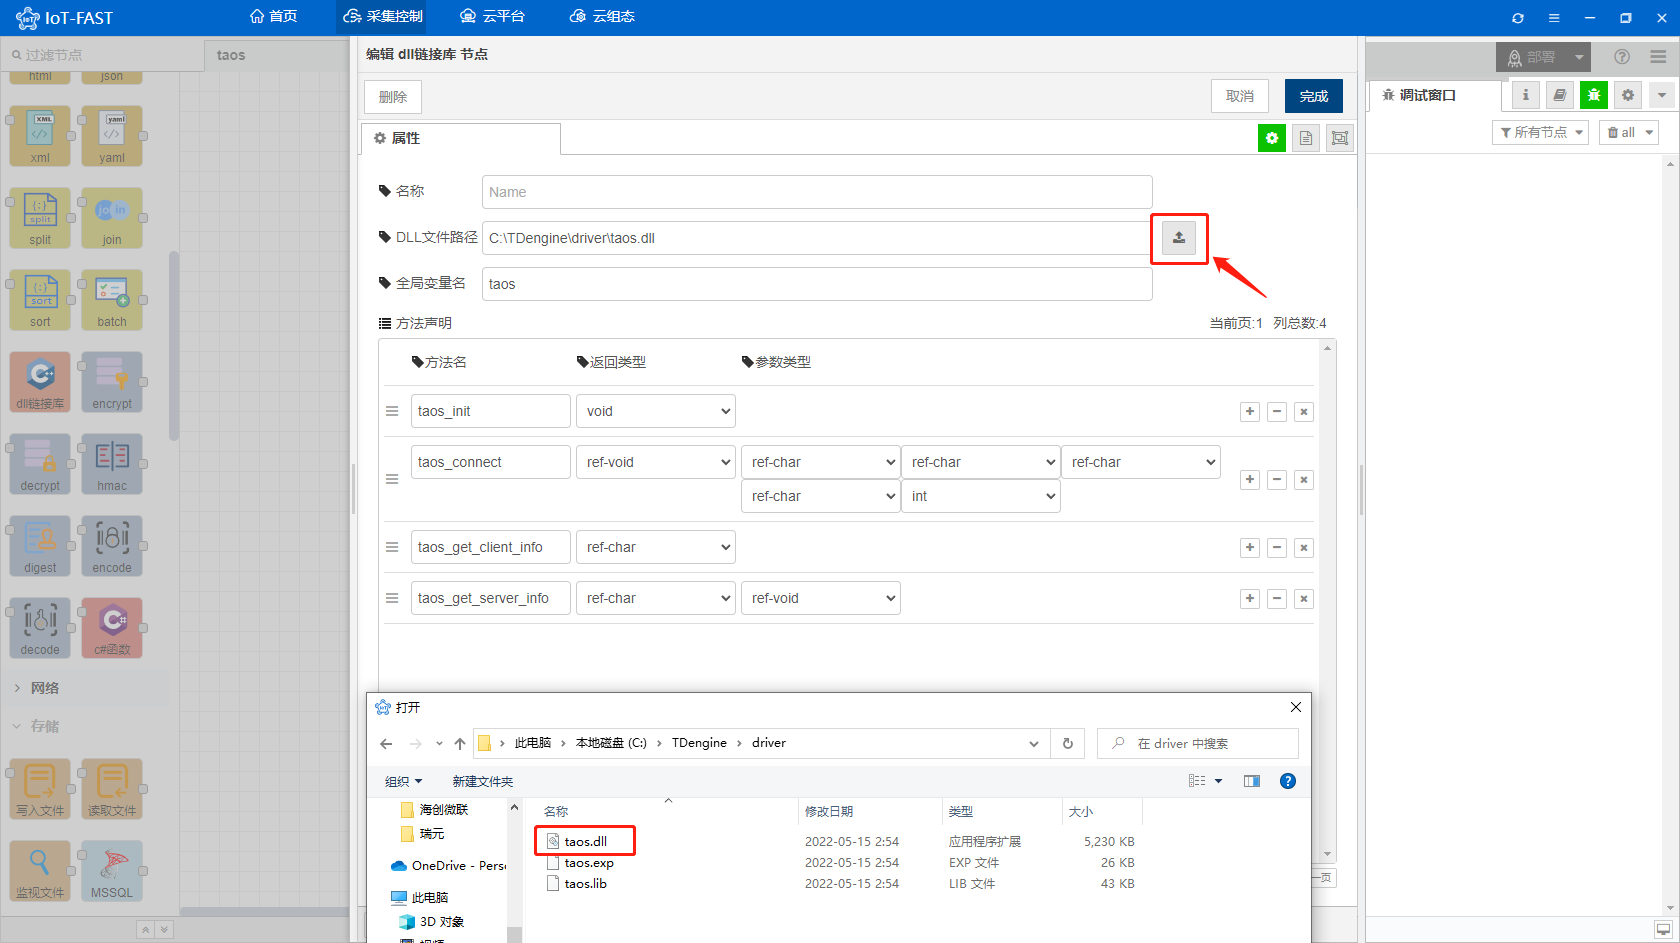 IoT-FAST
首页
采集控制
云平台
云组态
过滤节点
taos
编辑 dll链接库 节点
部署
删除
取消
完成
调试窗口
属性
所有节点
all
html
json
XML
yaml
xml
yaml
split
split
join
join
sort
sort
batch
dll链接库
encrypt
decrypt
hmac
digest
encode
decode
c#函数
网络
存储
写入文件
读取文件
监视文件
MSSQL
名称
Name
DLL文件路径
C:\TDengine\driver\taos.dll
全局变量名
taos
方法声明
当前页:1 列总数:4
方法名
返回类型
参数类型
taos_init
void
taos_connect
ref-void
ref-char
ref-char
ref-char
ref-char
int
taos_get_client_info
ref-char
taos_get_server_info
ref-char
ref-void
打开
此电脑
本地磁盘 (C:)
TDengine
driver
在 driver 中搜索
组织
新建文件夹
海创微联
瑞元
OneDrive - Pers
此电脑
3D 对象
视频
名称
修改日期
类型
大小
taos.dll
2022-05-15 2:54
应用程序扩展
5,230 KB
taos.exp
2022-05-15 2:54
EXP 文件
26 KB
taos.lib
2022-05-15 2:54
LIB 文件
43 KB
一页